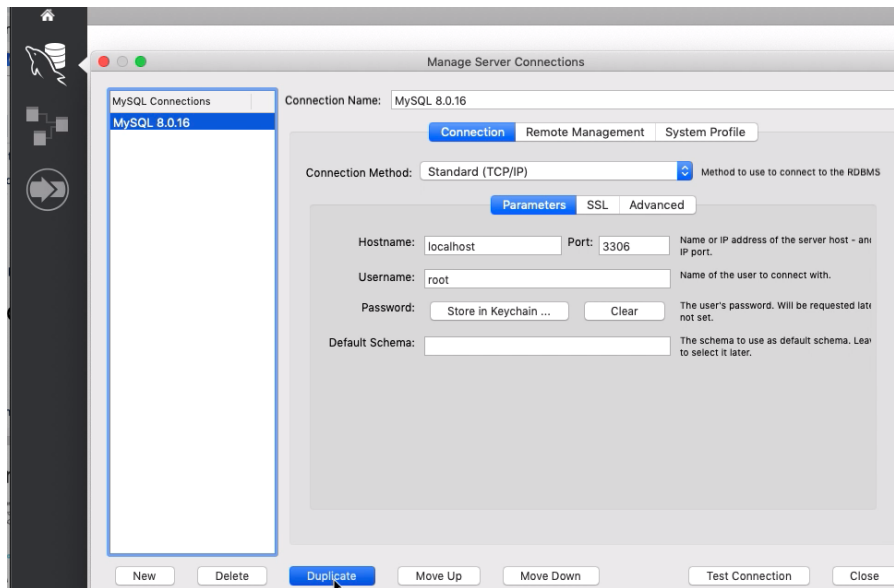 Manage Server Connections
MySQL Connections
MySQL 8.0.16
Connection Name: MySQL 8.0.16
Connection Remote Management System Profile
Connection Method: Standard (TCP/IP) Method to use to connect to the RDBMS
Parameters SSL Advanced
Hostname: localhost Port: 3306 Name or IP address of the server host - and
IP port.
Username: root Name of the user to connect with.
Password: Store in Keychain ... Clear The user's password. Will be requested late
not set.
Default Schema: The schema to use as default schema. Leav
to select it later.
New Delete Duplicate Move Up Move Down Test Connection Close